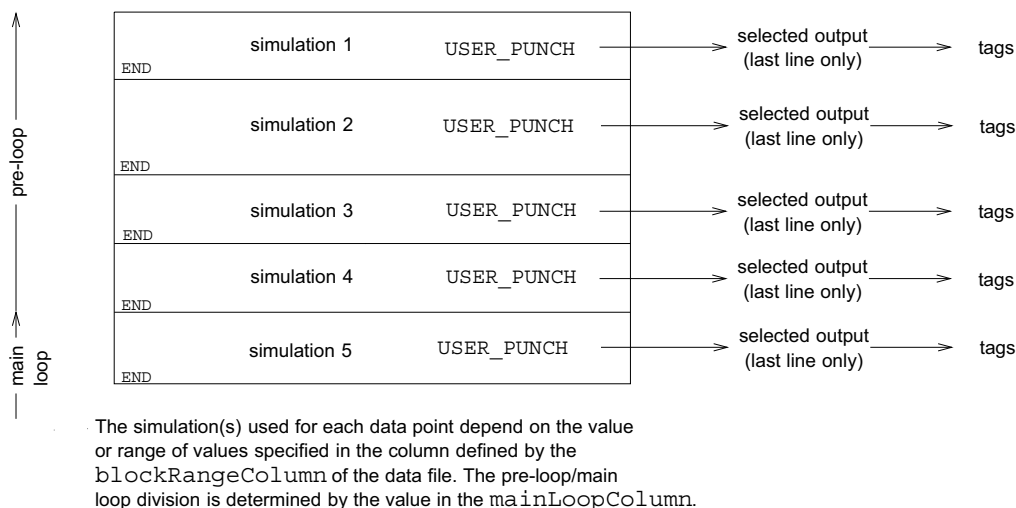 simulation 1
USER_PUNCH
selected output
(last line only)
tags
END
simulation 2
USER_PUNCH
selected output
(last line only)
tags
END
simulation 3
USER_PUNCH
selected output
(last line only)
tags
END
simulation 4
USER_PUNCH
selected output
(last line only)
tags
END
simulation 5
USER_PUNCH
selected output
(last line only)
tags
END
pre-loop
main
loop
The simulation(s) used for each data point depend on the value
or range of values specified in the column defined by the
blockRangeColumn of the data file. The pre-loop/main
loop division is determined by the value in the mainLoopColumn.